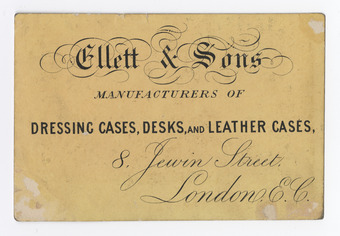 Ellett & Sons
MANUFACTURERS OF
DRESSING CASES, DESKS, AND LEATHER CASES,
8. Jewin Street.
London. E.C.